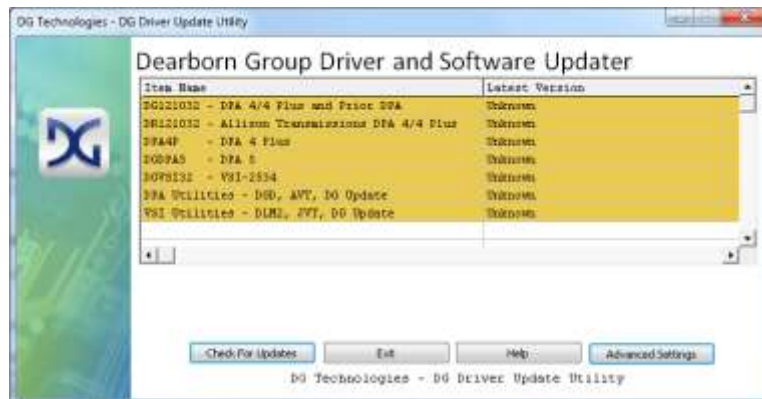 DG Technologies - DG Driver Update Utility
Dearborn Group Driver and Software Updater
Item Name Latest Version
DG121032 - DPA 4/4 Plus and Prior DPA Unknown
DR121032 - Allison Transmissions DPA 4/4 Plus Unknown
DPA4P - DPA 4 Plus Unknown
DGDPA5 - DPA 5 Unknown
DGVSI32 - VSI-2534 Unknown
DPA Utilities - DGD, AVT, DG Update Unknown
VSI Utilities - DLM2, JVT, DG Update Unknown
DG
Check For Updates Exit Help Advanced Settings
DG Technologies - DG Driver Update Utility